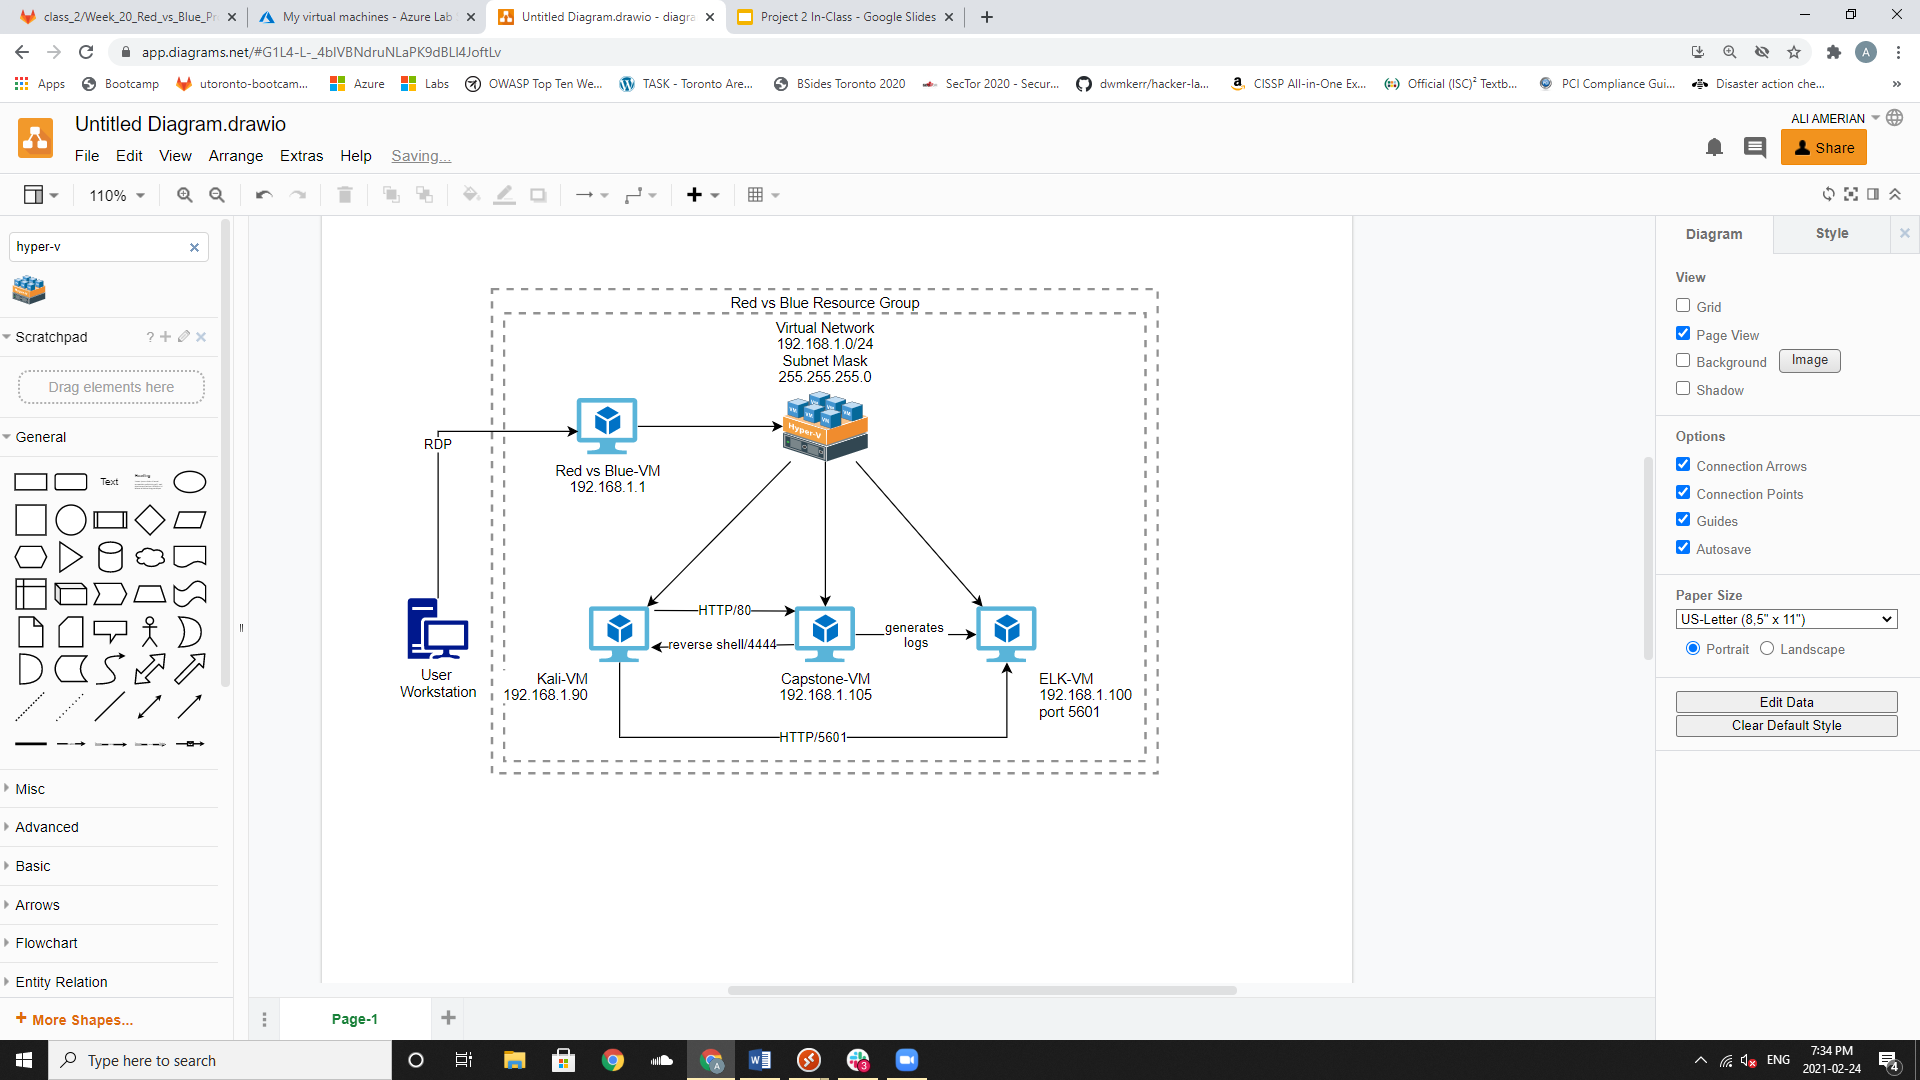 class_2/Week_20_Red_vs_Blue_Pr
My virtual machines - Azure Lab S
Untitled Diagram.drawio - diagra
Project 2 In-Class - Google Slides
app.diagrams.net/#G1L4-L-_4bIVBNdruNLaPK9dBLI4JoftLv
A
Apps
Bootcamp
utoronto-bootcam...
Azure
Labs
OWASP Top Ten We...
TASK - Toronto Are...
BSides Toronto 2020
SecTor 2020 - Secur...
dwmkerr/hacker-la...
CISSP All-in-One Ex...
Official (ISC)² Textb...
PCI Compliance Gui...
Disaster action che...
»
Untitled Diagram.drawio
ALI AMERIAN
File Edit View Arrange Extras Help Saving...
Share
110%
hyper-v
Scratchpad
?
Drag elements here
General
Text
Heading
Misc
Advanced
Basic
Arrows
Flowchart
Entity Relation
+ More Shapes...
Red vs Blue Resource Group
Virtual Network
192.168.1.0/24
Subnet Mask
255.255.255.0
VM VM VM
Hyper-V
RDP
Red vs Blue-VM
192.168.1.1
HTTP/80
reverse shell/4444
generates
logs
User
Workstation
Kali-VM
192.168.1.90
Capstone-VM
192.168.1.105
ELK-VM
192.168.1.100
port 5601
HTTP/5601
Page-1
Diagram
Style
View
Grid
Page View
Background
Image
Shadow
Options
Connection Arrows
Connection Points
Guides
Autosave
Paper Size
US-Letter (8,5" x 11")
Portrait
Landscape
Edit Data
Clear Default Style
Type here to search
A
3
ENG
7:34 PM
2021-02-24
4